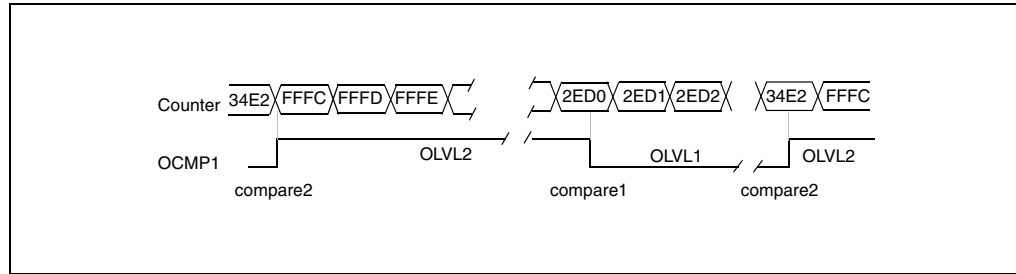 Counter 34E2 FFFC FFFD FFFE 2ED0 2ED1 2ED2 34E2 FFFC
OCMP1 OLVL2 OLVL1 OLVL2
compare2 compare1 compare2